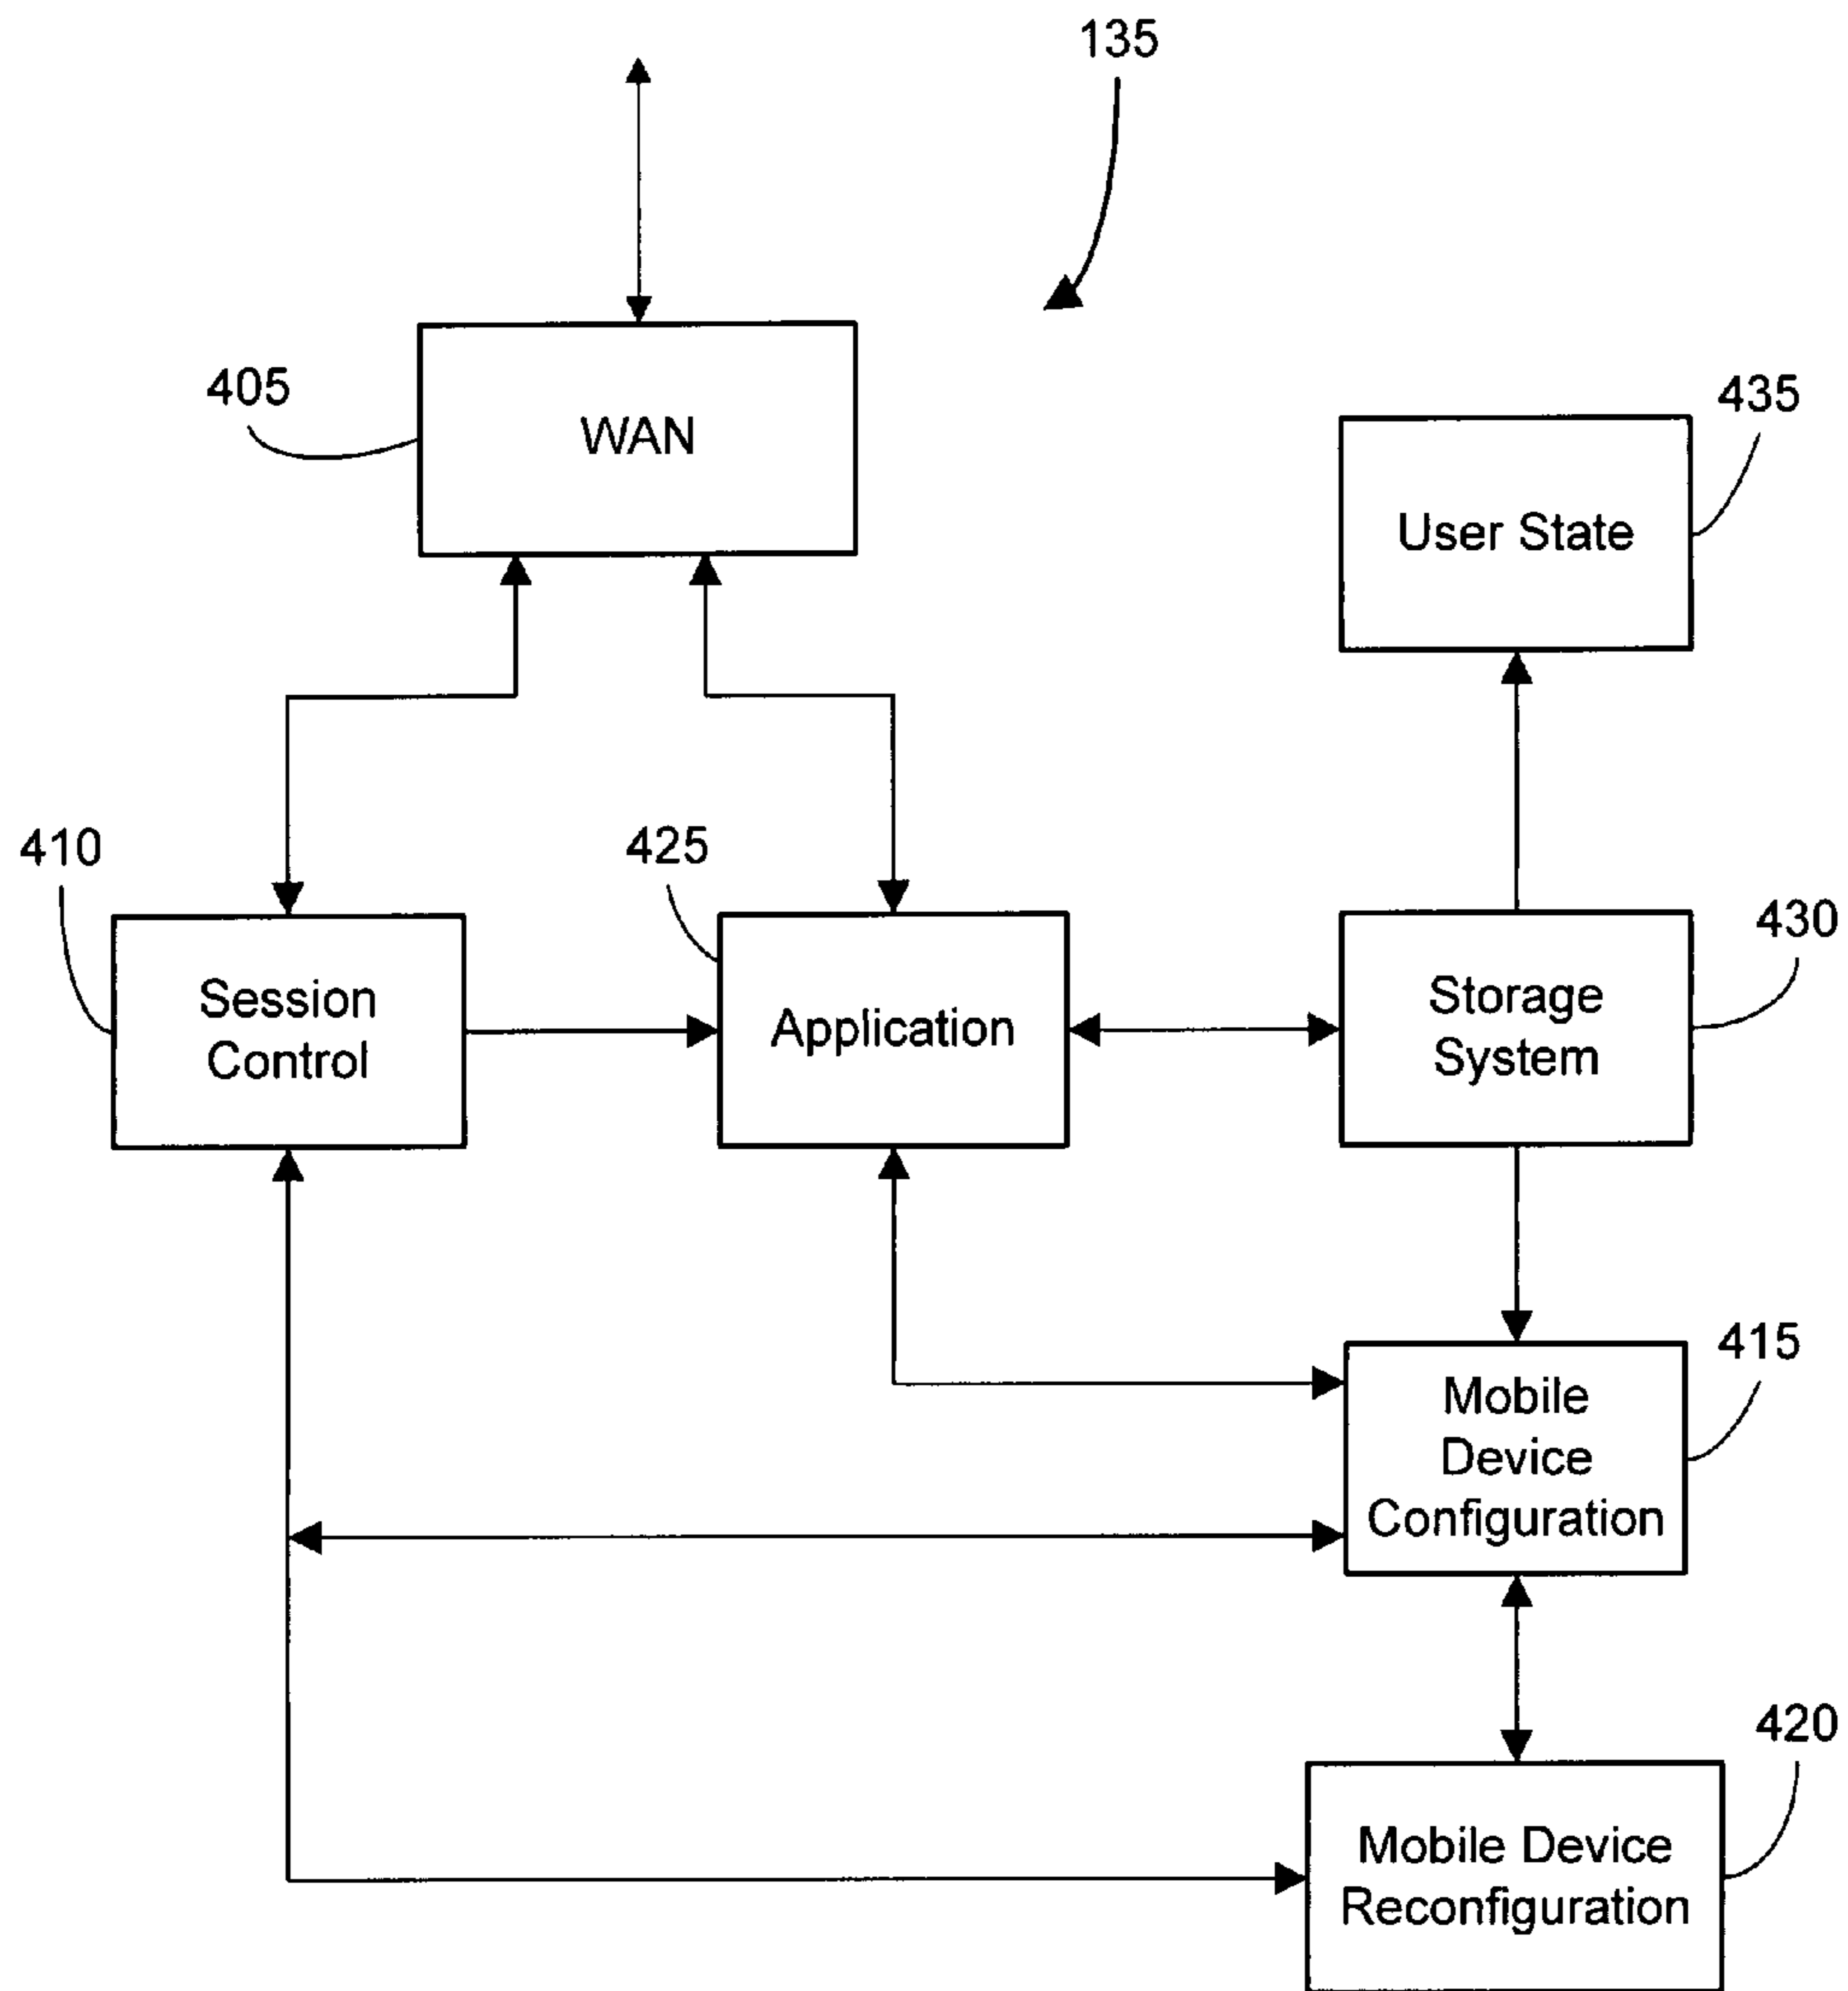 135
405
WAN
435
User State
410
425
430
Session
Control
Application
Storage
System
415
Mobile
Device
Configuration
420
Mobile Device
Reconfiguration